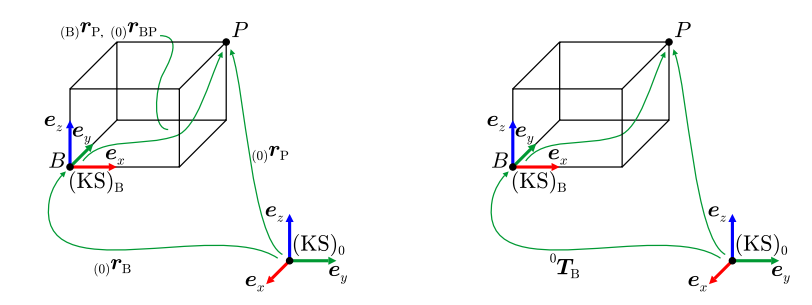 (B)rP, (0)rBP
P
ez
ey
ex
B
(KS)B
(0)rP
ez
(KS)0
(0)rB
ex
ey
P
ez
ey
ex
B
(KS)B
ez
(KS)0
0TB
ex
ey